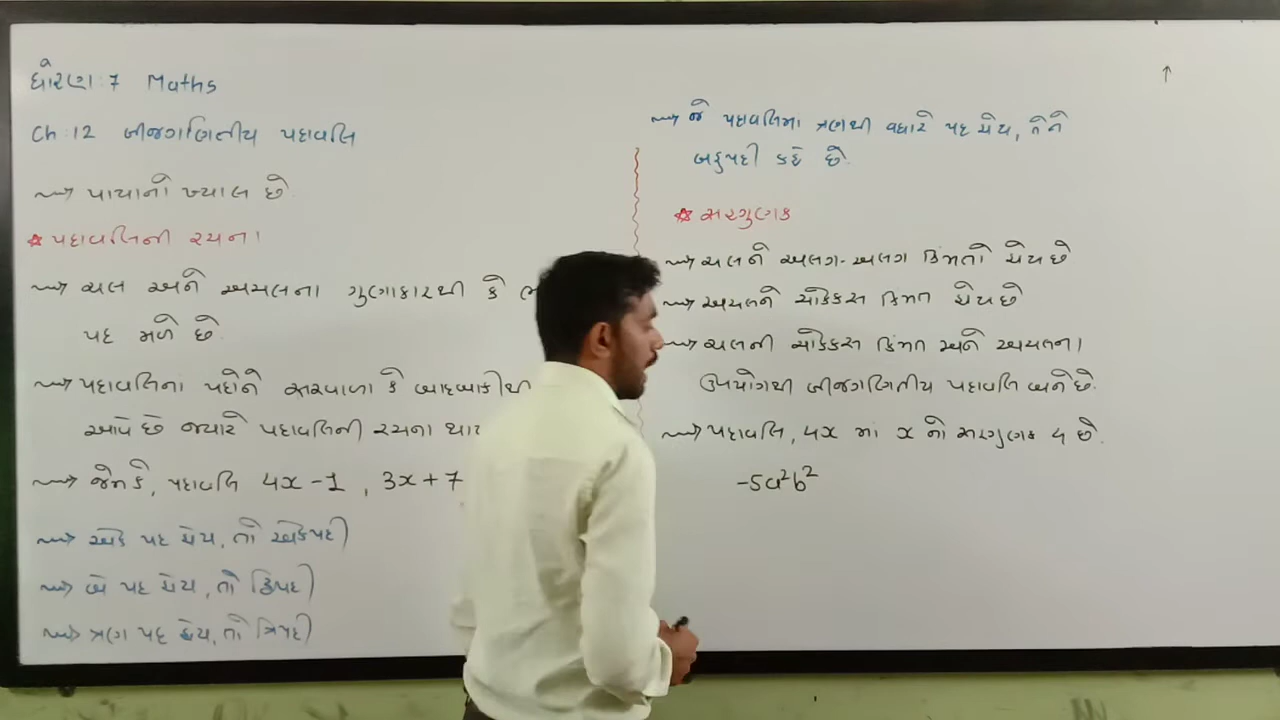 ધોરણ: 7 Maths
Ch: 12 બીજગણિતીય પદાવલિ
પાયાનો ખ્યાલ છે.
★ પદાવલિની રચના
ચલ અને અચલના ગુણાકારથી કે
પદ મળે છે.
પદાવલિના પદોને સરવાળા કે બાદબાકીથી
આપે છે જ્યારે પદાવલિની રચના
જેમ કે, પદાવલિ 4x - 1, 3x + 7
એક પદ હોય, તો એકપદી
બે પદ હોય, તો દ્વિપદી
ત્રણ પદ હોય, તો ત્રિપદી
જે પદાવલિમા ત્રણથી વધારે પદ હોય, તેને
બહુપદી કહે છે.
★ સહગુણક
ચલને અલગ-અલગ કિંમતો હોય છે
અચલને ચોક્કસ કિંમત હોય છે
ચલની ચોક્કસ કિંમત અને અચલના
ઉપયોગથી બીજગણિતીય પદાવલિ બને છે.
પદાવલિ, 4x માં x નો સહગુણક 4 છે.
-5a²b²